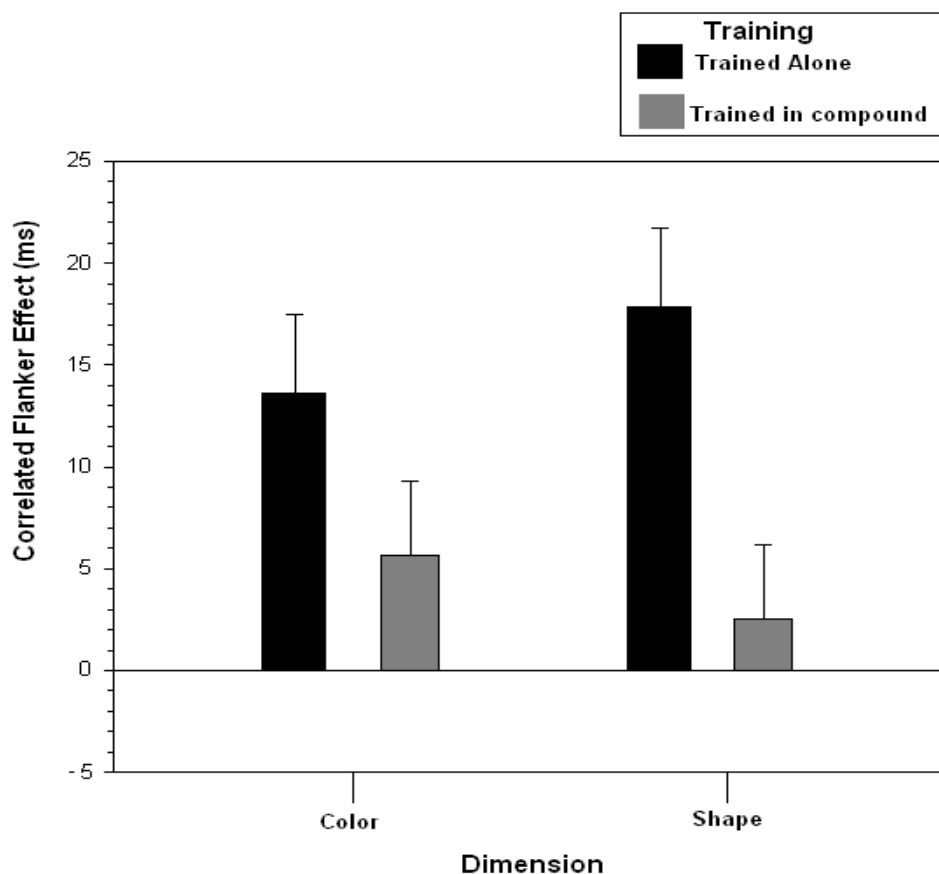 Training
Trained Alone
Trained in compound
25
20
15
10
5
0
-5
Correlated Flanker Effect (ms)
Color
Shape
Dimension